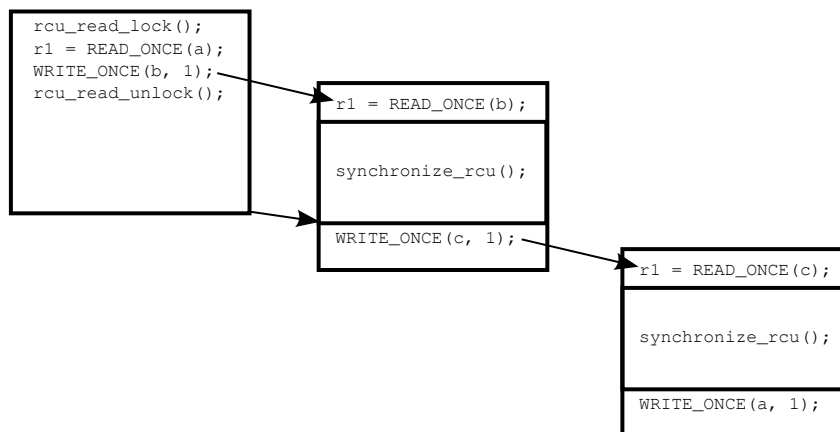 rcu_read_lock();
r1 = READ_ONCE(a);
WRITE_ONCE(b, 1);
rcu_read_unlock();
r1 = READ_ONCE(b);
synchronize_rcu();
WRITE_ONCE(c, 1);
r1 = READ_ONCE(c);
synchronize_rcu();
WRITE_ONCE(a, 1);